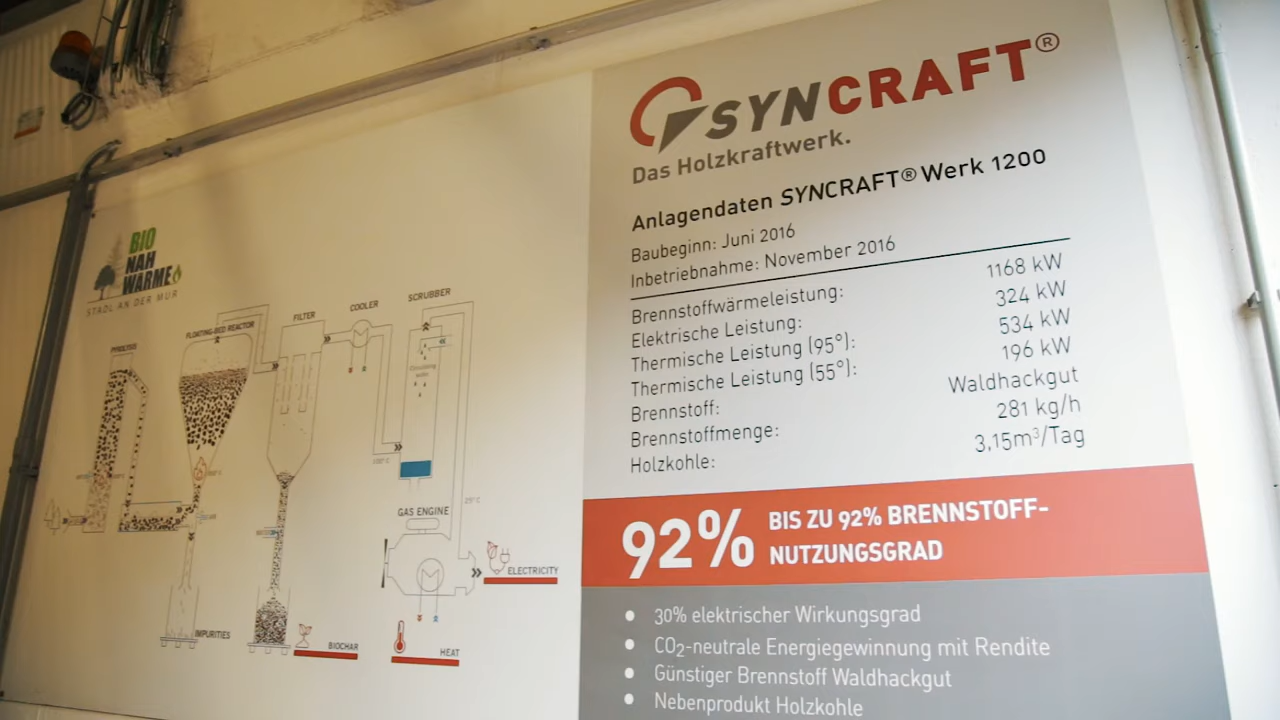 BIO
NAH
WÄRME
STADL AN DER MUR
PYROLYSIS
FLOATING-BED REACTOR
FILTER
COOLER
SCRUBBER
Circulating
water
25° C
GAS ENGINE
ELECTRICITY
IMPURITIES
BIOCHAR
HEAT
SYNCRAFT®
Das Holzkraftwerk.
Anlagendaten SYNCRAFT® Werk 1200
Baubeginn: Juni 2016
Inbetriebnahme: November 2016
Brennstoffwärmeleistung: 1168 kW
Elektrische Leistung: 324 kW
Thermische Leistung (95°): 534 kW
Thermische Leistung (55°): 196 kW
Brennstoff: Waldhackgut
Brennstoffmenge: 281 kg/h
Holzkohle: 3,15m³/Tag
92% BIS ZU 92% BRENNSTOFF-
NUTZUNGSGRAD
• 30% elektrischer Wirkungsgrad
• CO₂-neutrale Energiegewinnung mit Rendite
• Günstiger Brennstoff Waldhackgut
• Nebenprodukt Holzkohle